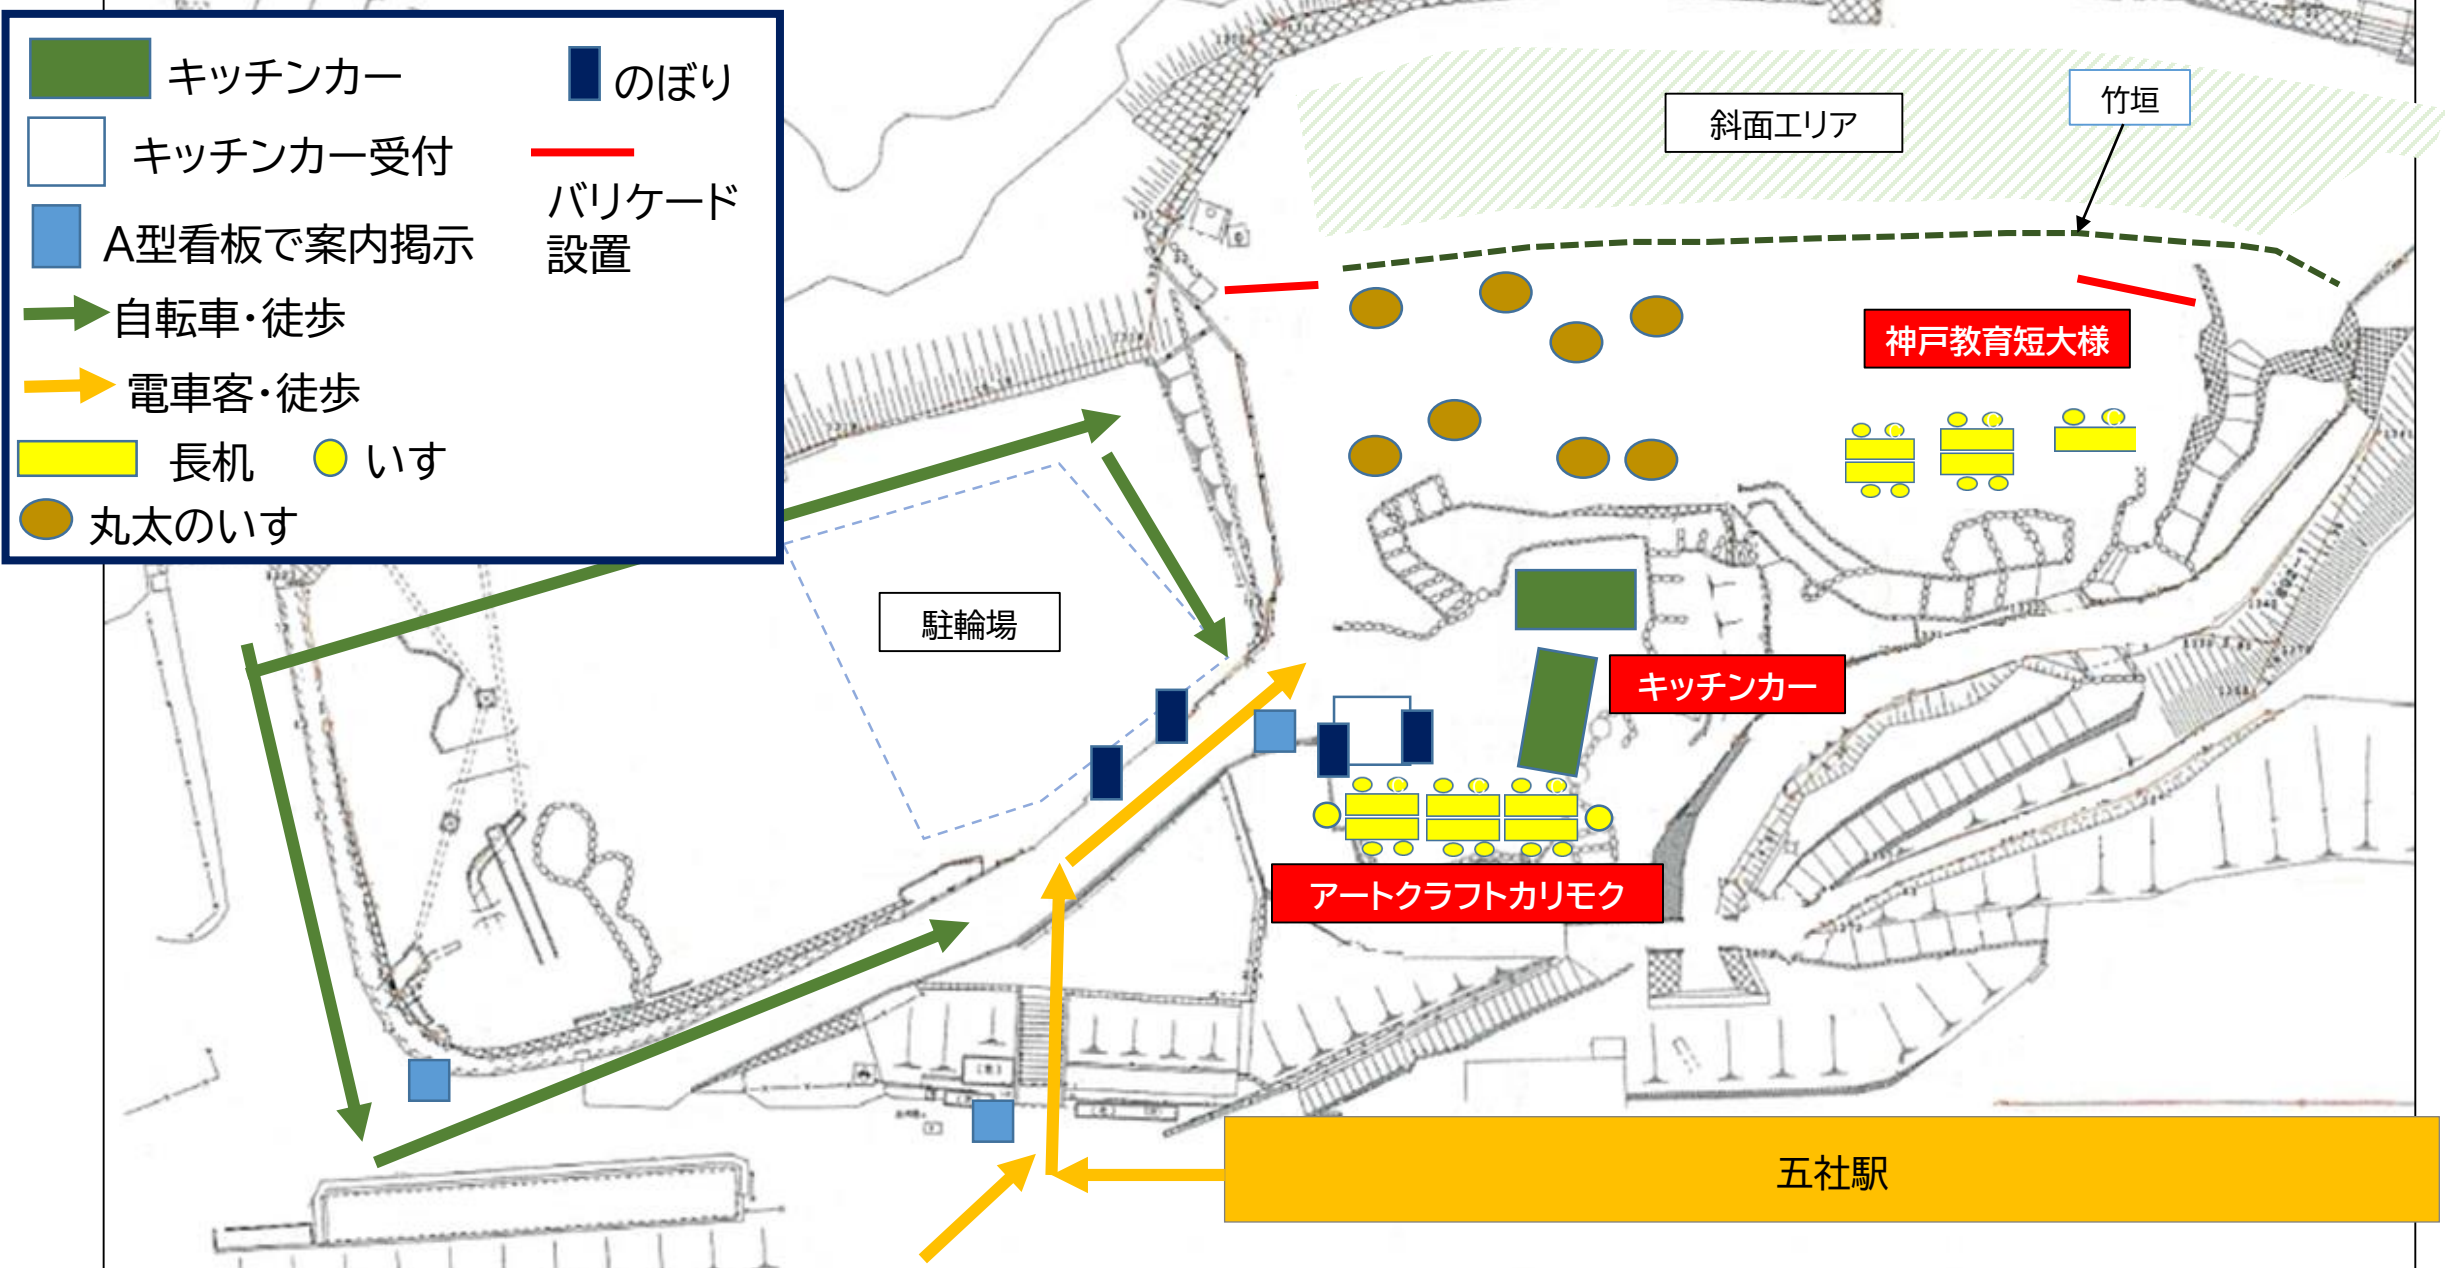 キッチンカー
のぼり
キッチンカー受付
バリケード
設置
A型看板で案内掲示
自転車・徒歩
電車客・徒歩
長机
いす
丸太のいす
斜面エリア
竹垣
神戸教育短大様
駐輪場
キッチンカー
アートクラフトカリモク
五社駅